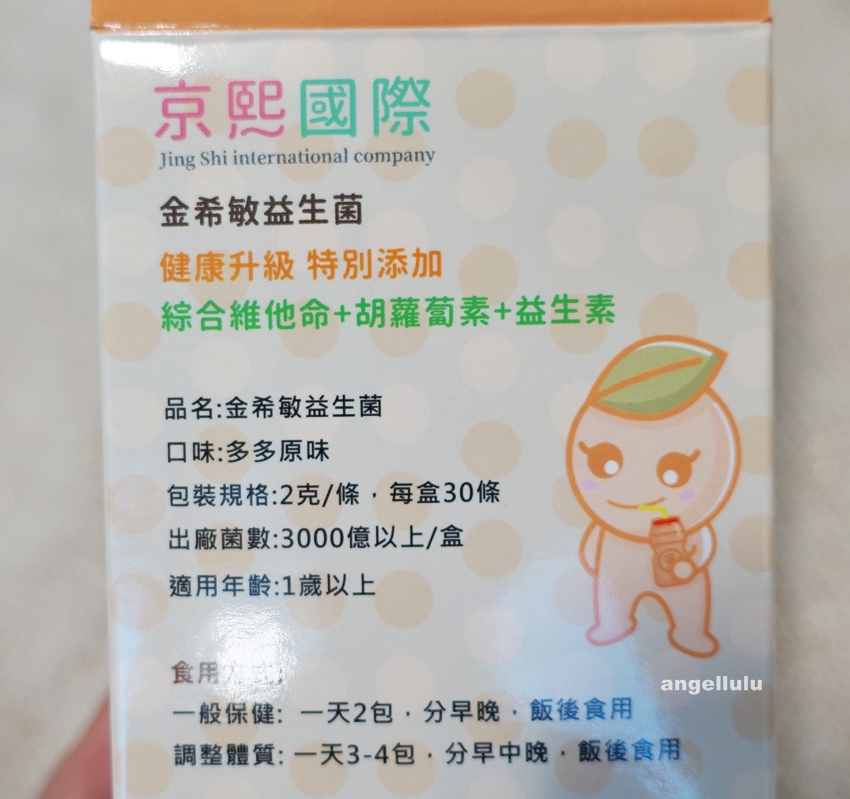 京熙國際
Jing Shi international company
金希敏益生菌
健康升級 特別添加
綜合維他命+胡蘿蔔素+益生素
品名:金希敏益生菌
口味:多多原味
包裝規格:2克/條，每盒30條
出廠菌數:3000億以上/盒
適用年齡:1歲以上
食用方式:
一般保健: 一天2包，分早晚，飯後食用
調整體質: 一天3-4包，分早中晚，飯後食用
angellulu